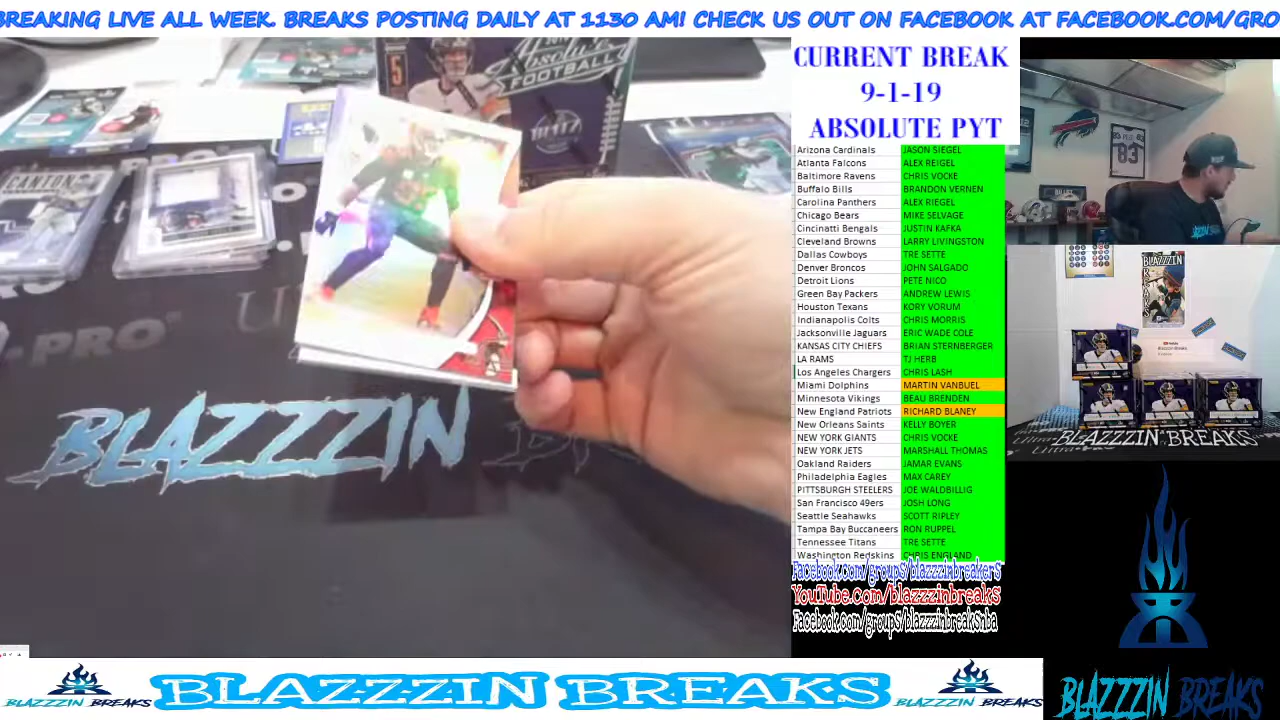 BREAKING LIVE ALL WEEK. BREAKS POSTING DAILY AT 1130 AM! CHECK US OUT ON FACEBOOK AT FACEBOOK.COM/GRO
CURRENT BREAK
9-1-19
ABSOLUTE PYT
Arizona Cardinals JASON SIEGEL
Atlanta Falcons ALEX REIGEL
Baltimore Ravens CHRIS VOCKE
Buffalo Bills BRANDON VERNEN
Carolina Panthers ALEX RIEGEL
Chicago Bears MIKE SELVAGE
Cincinatti Bengals JUSTIN KAFKA
Cleveland Browns LARRY LIVINGSTON
Dallas Cowboys TRE SETTE
Denver Broncos JOHN SALGADO
Detroit Lions PETE NICO
Green Bay Packers ANDREW LEWIS
Houston Texans KORY VORUM
Indianapolis Colts CHRIS MORRIS
Jacksonville Jaguars ERIC WADE COLE
KANSAS CITY CHIEFS BRIAN STERNBERGER
LA RAMS TJ HERB
Los Angeles Chargers CHRIS LASH
Miami Dolphins MARTIN VANBUEL
Minnesota Vikings BEAU BRENDEN
New England Patriots RICHARD BLANEY
New Orleans Saints KELLY BOYER
NEW YORK GIANTS CHRIS VOCKE
NEW YORK JETS MARSHALL THOMAS
Oakland Raiders JAMAR EVANS
Philadelphia Eagles MAX CAREY
PITTSBURGH STEELERS JOE WALDBILLIG
San Francisco 49ers JOSH LONG
Seattle Seahawks SCOTT RIPLEY
Tampa Bay Buccaneers RON RUPPEL
Tennessee Titans TRE SETTE
Washington Redskins CHRIS ENGLAND
Facebook.com/groups/blazzzinbreakers
YouTube.com/blazzzinbreaks
Facebook.com/groups/blazzzinbreaksnba
5
Absolute
FOOTBALL
CANTON
-PRO
BLAZZZIN
83
BLAZZZIN
BLAZZZIN BREAKS
BLAZZZIN BREAKS
BLAZZZIN BREAKS
BLAZZZIN BREAKS
BLAZZZIN BREAKS